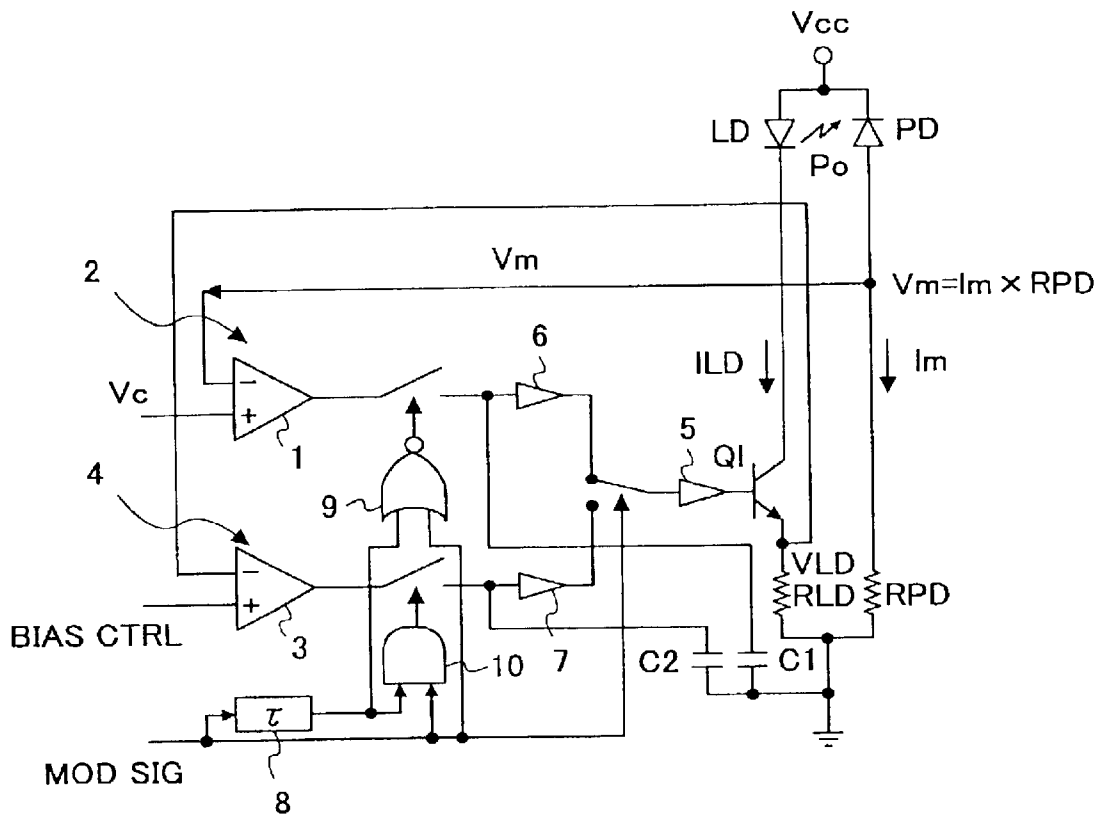 Vcc
LD
PD
Po
Vm
Vm=Im×RPD
2
6
ILD
Im
−
Vc
+
1
5
QI
4
9
−
VLD
RLD
RPD
+
BIAS CTRL
3
10
7
C2
C1
τ
MOD SIG
8